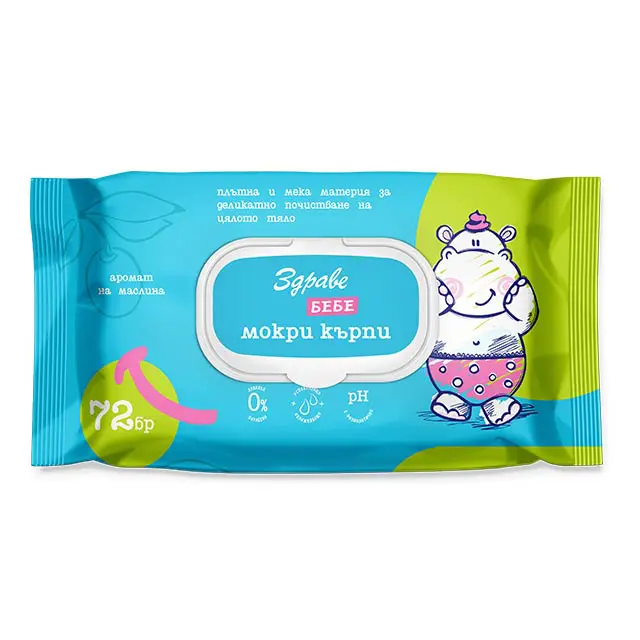 плътна и мека материя за
деликатно почистване на
цялото тяло
аромат
на маслина
Здраве
БЕБЕ
мокри кърпи
72бр
0%
pH